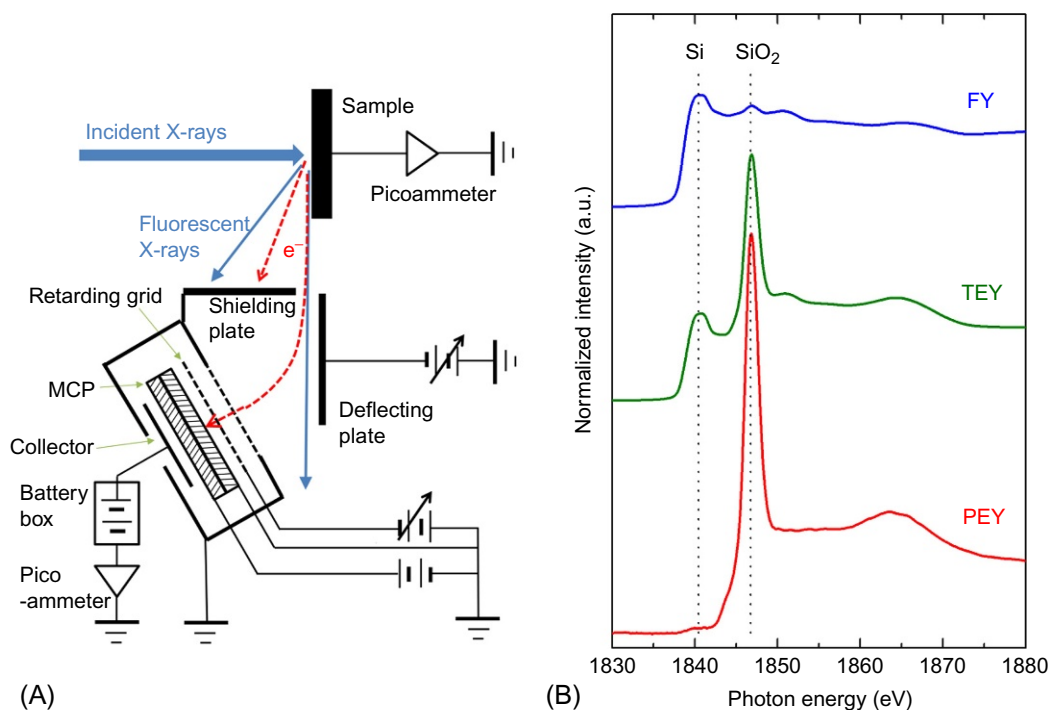 Sample
Incident X-rays
Picoammeter
Fluorescent
X-rays
e−
Retarding grid
Shielding
plate
MCP
Deflecting
plate
Collector
Battery
box
Pico
-ammeter
(A)
Si
SiO2
FY
TEY
PEY
Normalized intensity (a.u.)
1830 1840 1850 1860 1870 1880
Photon energy (eV)
(B)